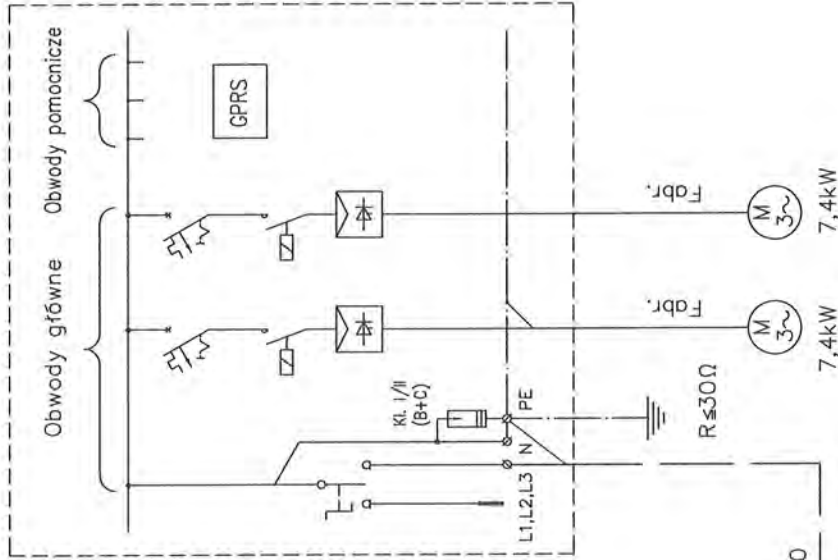 Obwody główne
Obwody pomocnicze
GPRS
Kl. I/II
(B+C)
L1,L2,L3
N
PE
R≤30Ω
Fabr.
Fabr.
M
3~
M
3~
7,4kW
7,4kW